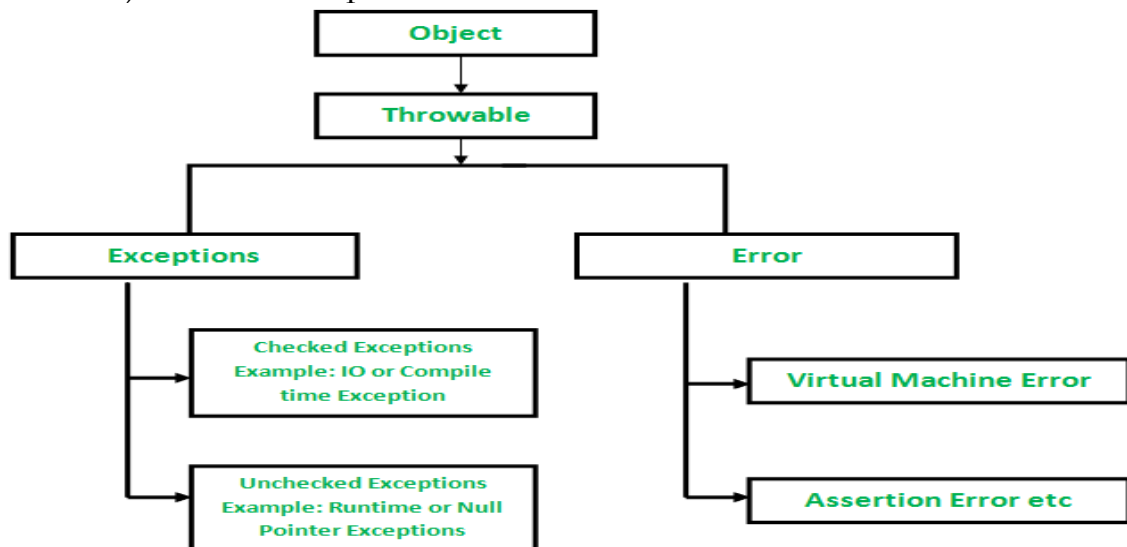 Object
Throwable
Exceptions
Error
Checked Exceptions
Example: IO or Compile
time Exception
Virtual Machine Error
Unchecked Exceptions
Example: Runtime or Null
Pointer Exceptions
Assertion Error etc